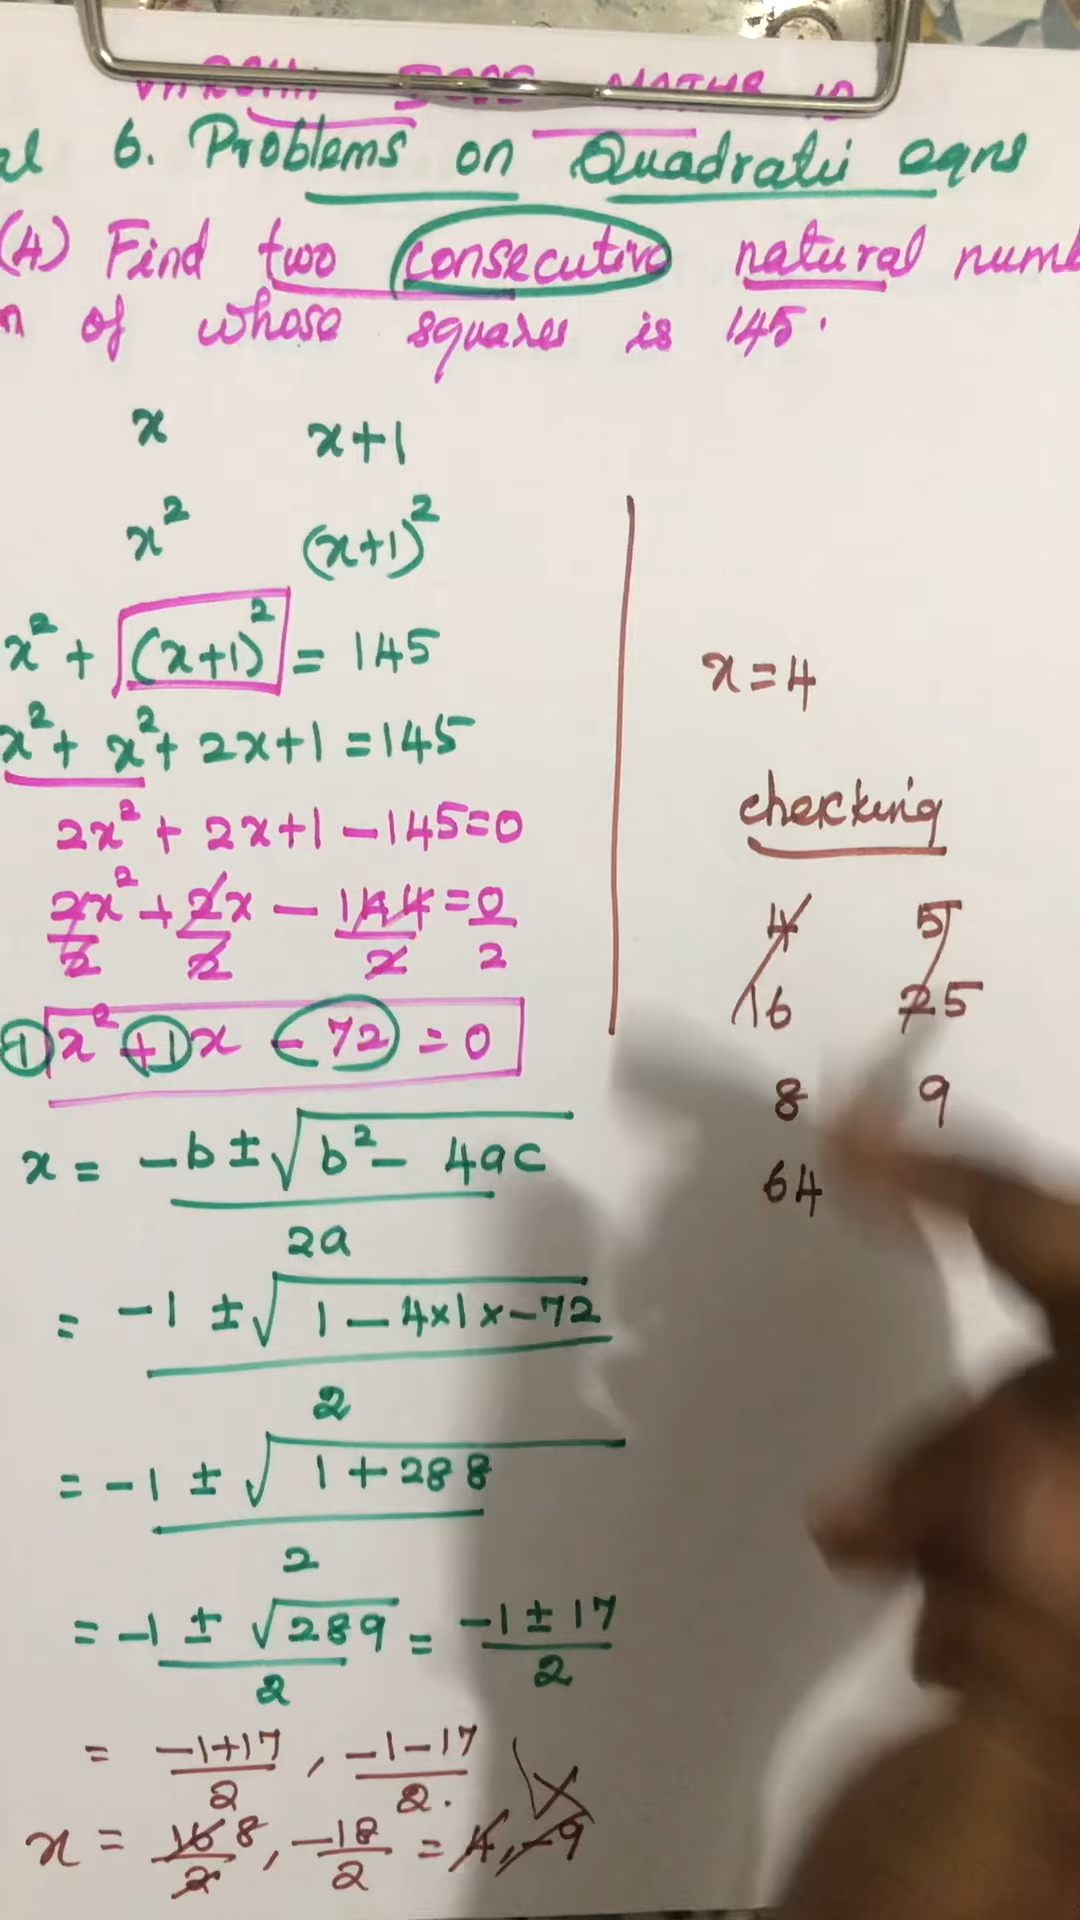 MATHS 10
6. Problems on Quadratic eqns
(4) Find two consecutive natural
of whose squares is 145.
x x+1
x² (x+1)²
x² + (x+1)² = 145
x² + x² + 2x+1 = 145
2x² + 2x+1 - 145=0
2x²/2 + 2x/2 - 144/2 = 0/2
1 x² +1 x - 72 = 0
x = -b ± √b² - 4ac / 2a
= -1 ± √1 - 4×1×-72 / 2
= -1 ± √1+288 / 2
= -1 ± √289 / 2 = -1 ± 17 / 2
= -1+17 / 2 , -1-17 / 2.
x = 16/2 8, -18/2 = 4, -9
x = 4
checking
4 5
16 25
8 9
64